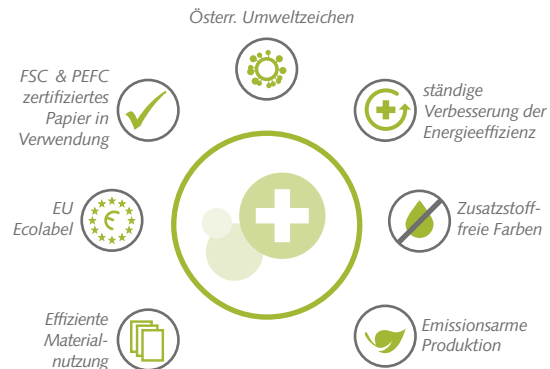 Österr. Umweltzeichen
FSC & PEFC
zertifiziertes
Papier in
Verwendung
ständige
Verbesserung der
Energieeffizienz
EU
Ecolabel
Zusatzstoff-
freie Farben
Effiziente
Material-
nutzung
Emissionsarme
Produktion